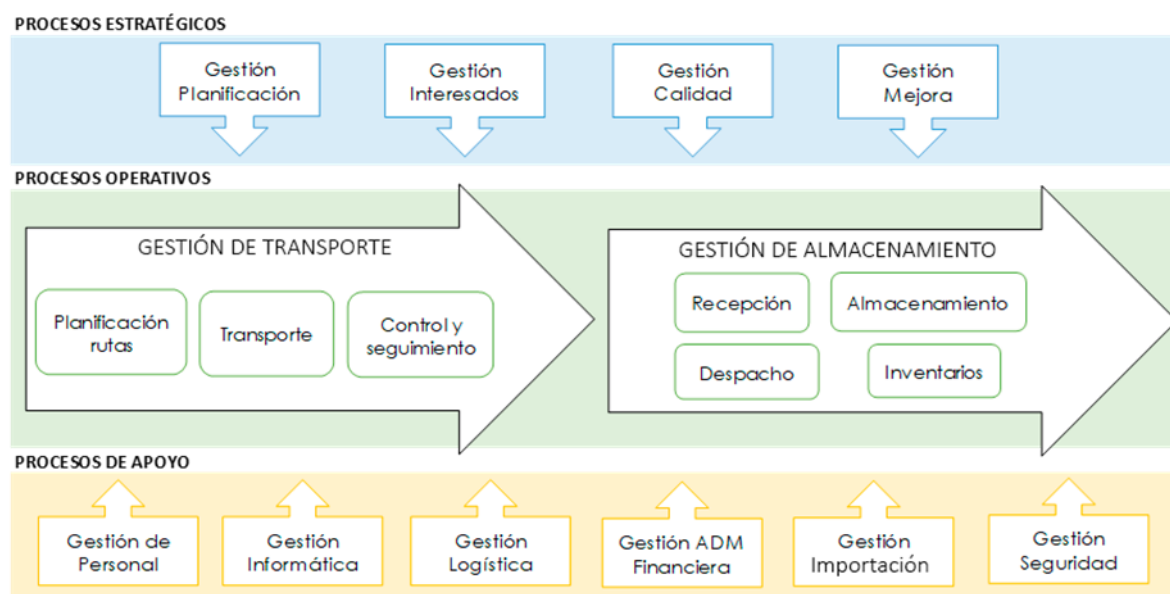 PROCESOS ESTRATÉGICOS
Gestión
Planificación
Gestión
Interesados
Gestión
Calidad
Gestión
Mejora
PROCESOS OPERATIVOS
GESTIÓN DE TRANSPORTE
Planificación
rutas
Transporte
Control y
seguimiento
GESTIÓN DE ALMACENAMIENTO
Recepción
Almacenamiento
Despacho
Inventarios
PROCESOS DE APOYO
Gestión de
Personal
Gestión
Informática
Gestión
Logística
Gestión ADM
Financiera
Gestión
Importación
Gestión
Seguridad